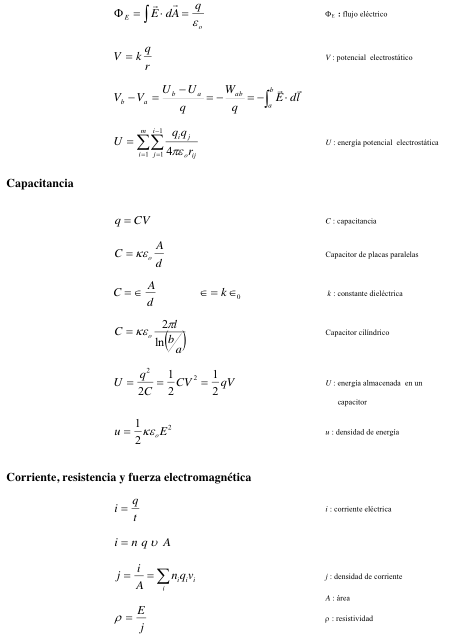 Φ_E = ∫ E⃗ · dA⃗ = q/ε_o    Φ_E : flujo eléctrico
V = k q/r    V : potencial electrostático
V_b − V_a = (U_b − U_a)/q = −W_ab/q = −∫_a^b E⃗ · dl⃗
U = ∑_{i=1}^{m} ∑_{j=1}^{i−1} q_i q_j / 4πε_o r_ij    U : energía potencial electrostática
Capacitancia
q = CV    C : capacitancia
C = κε_o A/d    Capacitor de placas paralelas
C = ∈ A/d    ∈ = k ∈_0    k : constante dieléctrica
C = κε_o 2πl / ln(b/a)    Capacitor cilíndrico
U = q²/2C = 1/2 CV² = 1/2 qV    U : energía almacenada en un
capacitor
u = 1/2 κε_o E²    u : densidad de energía
Corriente, resistencia y fuerza electromagnética
i = q/t    i : corriente eléctrica
i = n q υ A
j = i/A = ∑_i n_i q_i v_i    j : densidad de corriente
A : área
ρ = E/j    ρ : resistividad